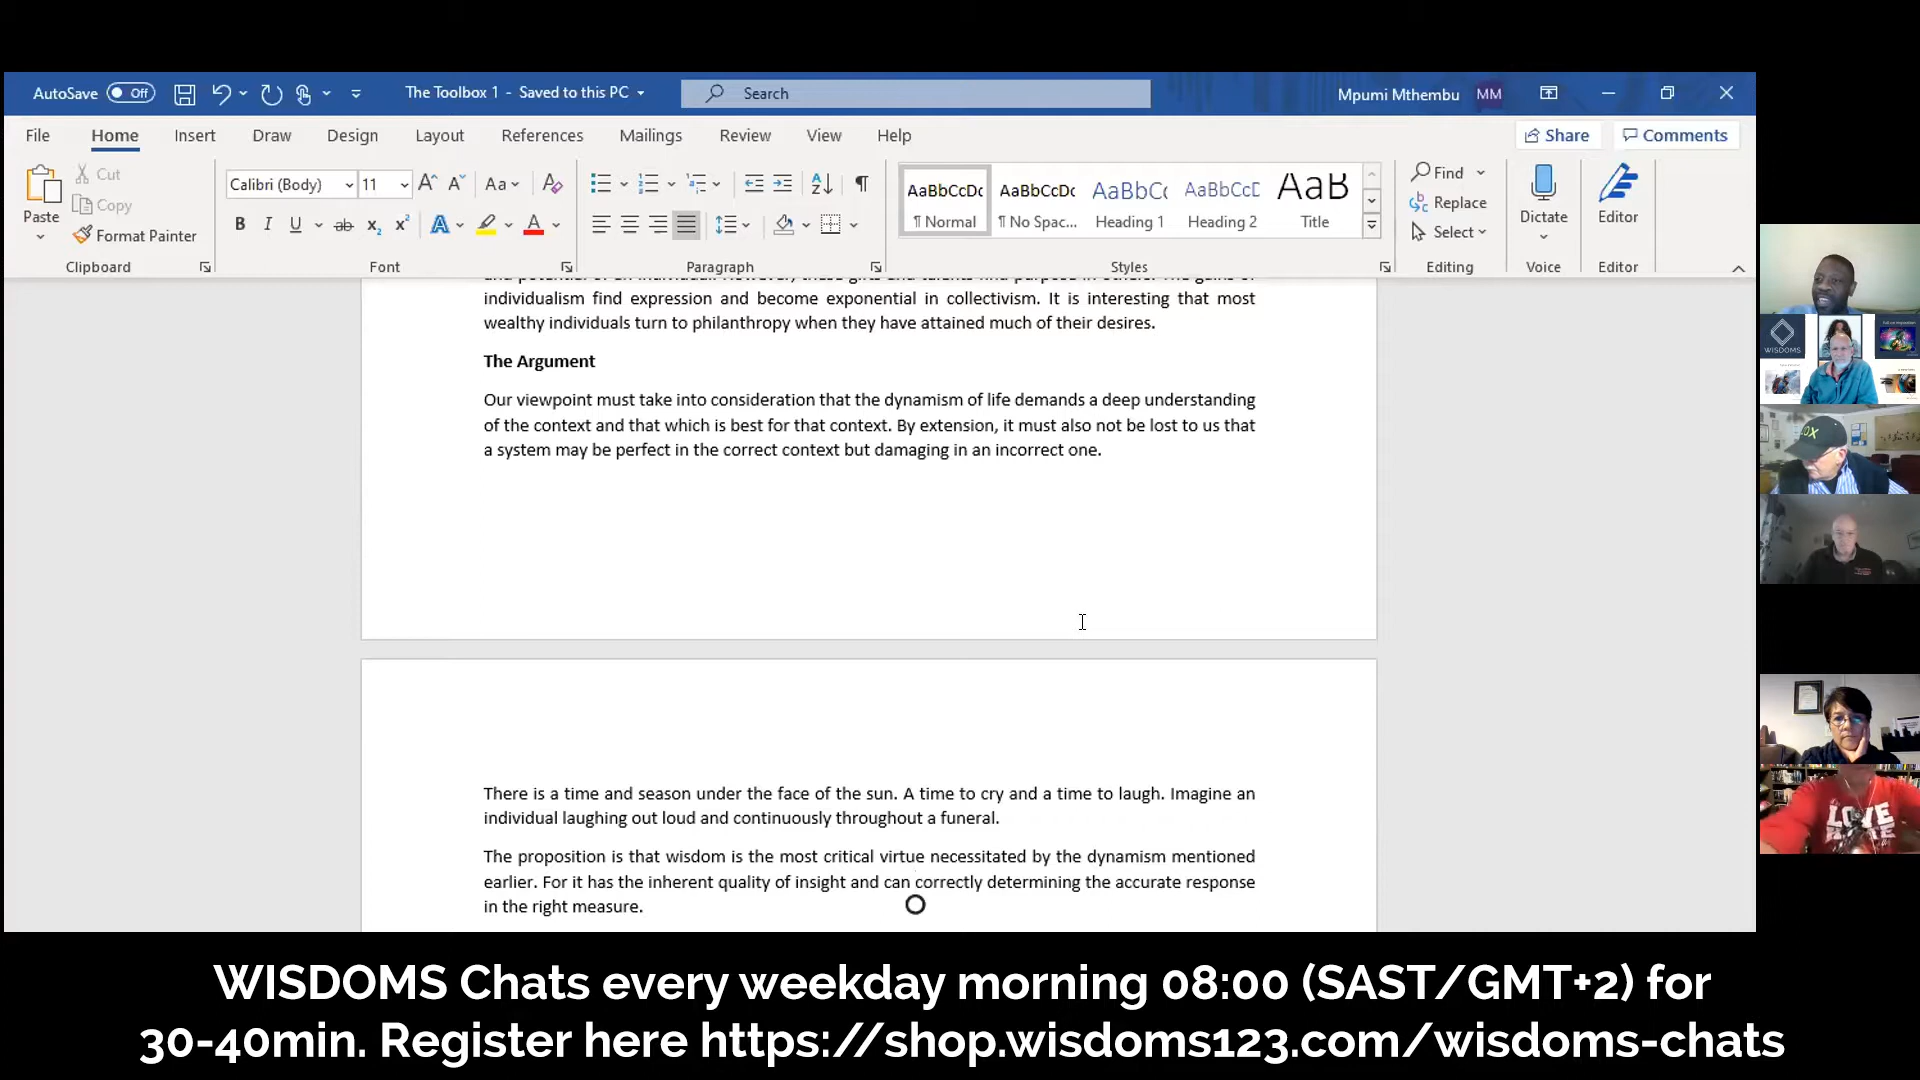 AutoSave Off The Toolbox 1 - Saved to this PC Search Mpumi Mthembu MM
File Home Insert Draw Design Layout References Mailings Review View Help Share Comments
Paste Cut Copy Format Painter
Clipboard
Calibri (Body) 11 Aa
B I U ab x₂ x² A A
Font
Paragraph
AaBbCcDc AaBbCcDc AaBbCc AaBbCcD AaB
¶ Normal ¶ No Spac... Heading 1 Heading 2 Title
Styles
Find Replace Select
Editing
Dictate
Voice
Editor
Editor
individualism find expression and become exponential in collectivism. It is interesting that most
wealthy individuals turn to philanthropy when they have attained much of their desires.
The Argument
Our viewpoint must take into consideration that the dynamism of life demands a deep understanding
of the context and that which is best for that context. By extension, it must also not be lost to us that
a system may be perfect in the correct context but damaging in an incorrect one.
There is a time and season under the face of the sun. A time to cry and a time to laugh. Imagine an
individual laughing out loud and continuously throughout a funeral.
The proposition is that wisdom is the most critical virtue necessitated by the dynamism mentioned
earlier. For it has the inherent quality of insight and can correctly determining the accurate response
in the right measure.
WISDOMS
LOVE
WISDOMS Chats every weekday morning 08:00 (SAST/GMT+2) for
30-40min. Register here https://shop.wisdoms123.com/wisdoms-chats